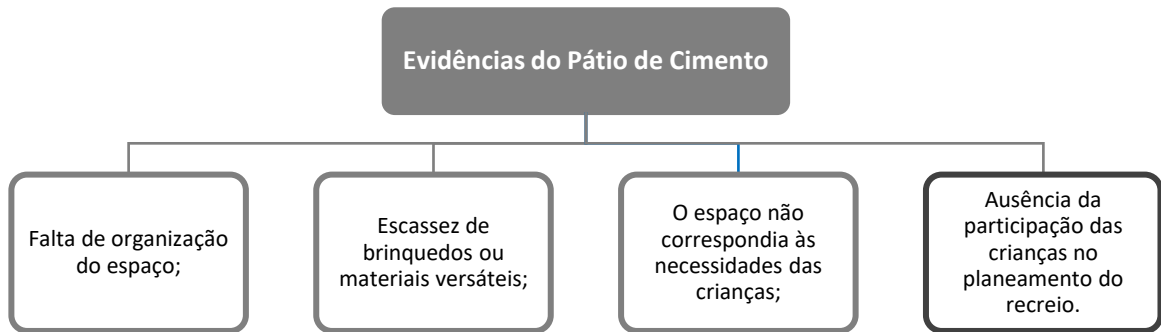 Evidências do Pátio de Cimento
Falta de organização
do espaço;
Escassez de
brinquedos ou
materiais versáteis;
O espaço não
correspondia às
necessidades das
crianças;
Ausência da
participação das
crianças no
planeamento do
recreio.